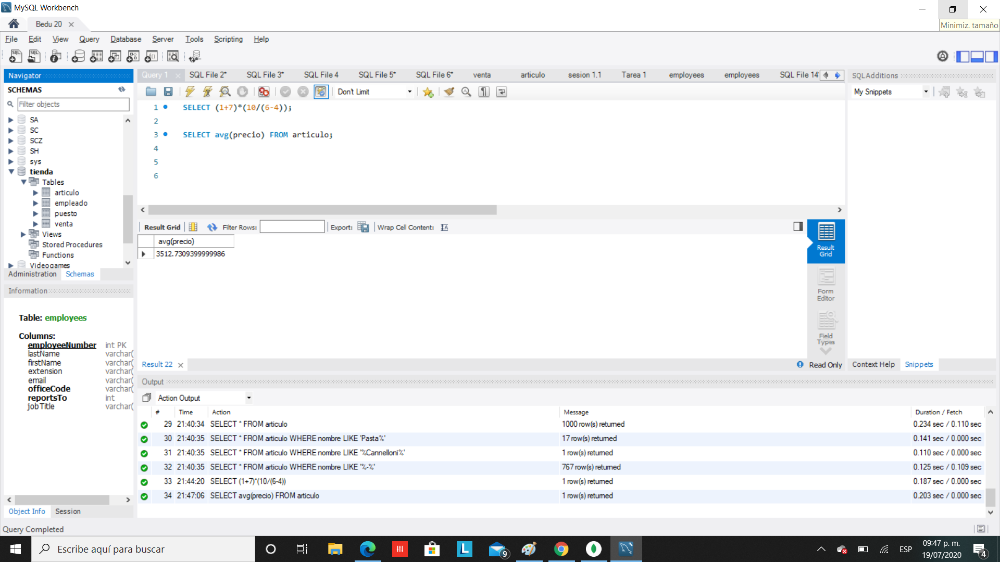 MySQL Workbench
Minimiz. tamaño
Bedu 20
File Edit View Query Database Server Tools Scripting Help
Navigator
SCHEMAS
Filter objects
SA
SC
SCZ
SH
sys
tienda
Tables
articulo
empleado
puesto
venta
Views
Stored Procedures
Functions
Videogames
Administration Schemas
Information
Table: employees
Columns:
employeeNumber int PK
lastName varchar(
firstName varchar(
extension varchar(
email varchar(
officeCode varchar(
reportsTo int
jobTitle varchar(
Object Info Session
Query 1 SQL File 2* SQL File 3* SQL File 4 SQL File 5* SQL File 6* venta articulo sesion 1.1 Tarea 1 employees employees SQL File 14*
Don't Limit
1 SELECT (1+7)*(10/(6-4));
2
3 SELECT avg(precio) FROM articulo;
4
5
6
Result Grid Filter Rows: Export: Wrap Cell Content:
avg(precio)
3512.7309399999986
Result Grid
Form Editor
Field Types
Result 22
Read Only
SQLAdditions
My Snippets
Context Help Snippets
Output
Action Output
# Time Action Message Duration / Fetch
29 21:40:34 SELECT * FROM articulo 1000 row(s) returned 0.234 sec / 0.110 sec
30 21:40:35 SELECT * FROM articulo WHERE nombre LIKE 'Pasta%' 17 row(s) returned 0.141 sec / 0.000 sec
31 21:40:35 SELECT * FROM articulo WHERE nombre LIKE '%Cannelloni%' 1 row(s) returned 0.110 sec / 0.000 sec
32 21:40:35 SELECT * FROM articulo WHERE nombre LIKE '%-%' 767 row(s) returned 0.125 sec / 0.109 sec
33 21:44:20 SELECT (1+7)*(10/(6-4)) 1 row(s) returned 0.187 sec / 0.000 sec
34 21:47:06 SELECT avg(precio) FROM articulo 1 row(s) returned 0.203 sec / 0.000 sec
Query Completed
Escribe aquí para buscar
9
ESP
09:47 p. m.
19/07/2020
4